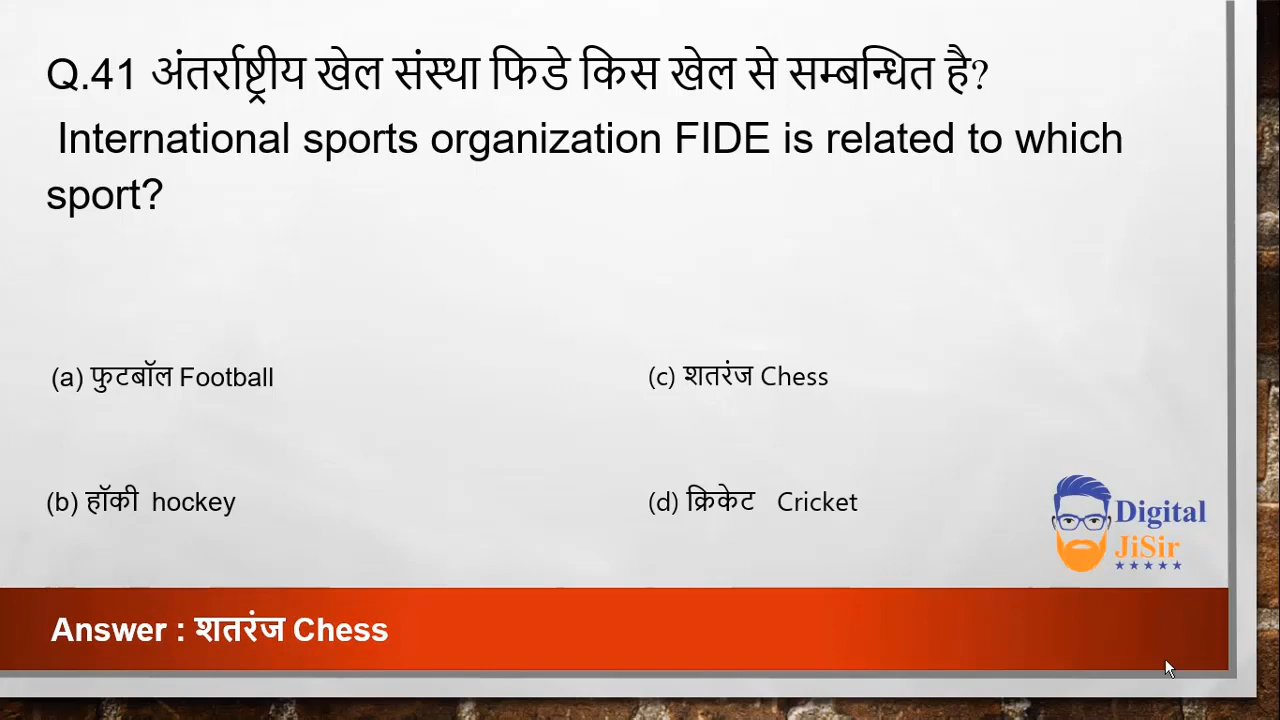 Q.41 अंतर्राष्ट्रीय खेल संस्था फिडे किस खेल से सम्बन्धित है?
International sports organization FIDE is related to which
sport?
(a) फुटबॉल Football
(c) शतरंज Chess
(b) हॉकी hockey
(d) क्रिकेट Cricket
Digital
JiSir
Answer : शतरंज Chess